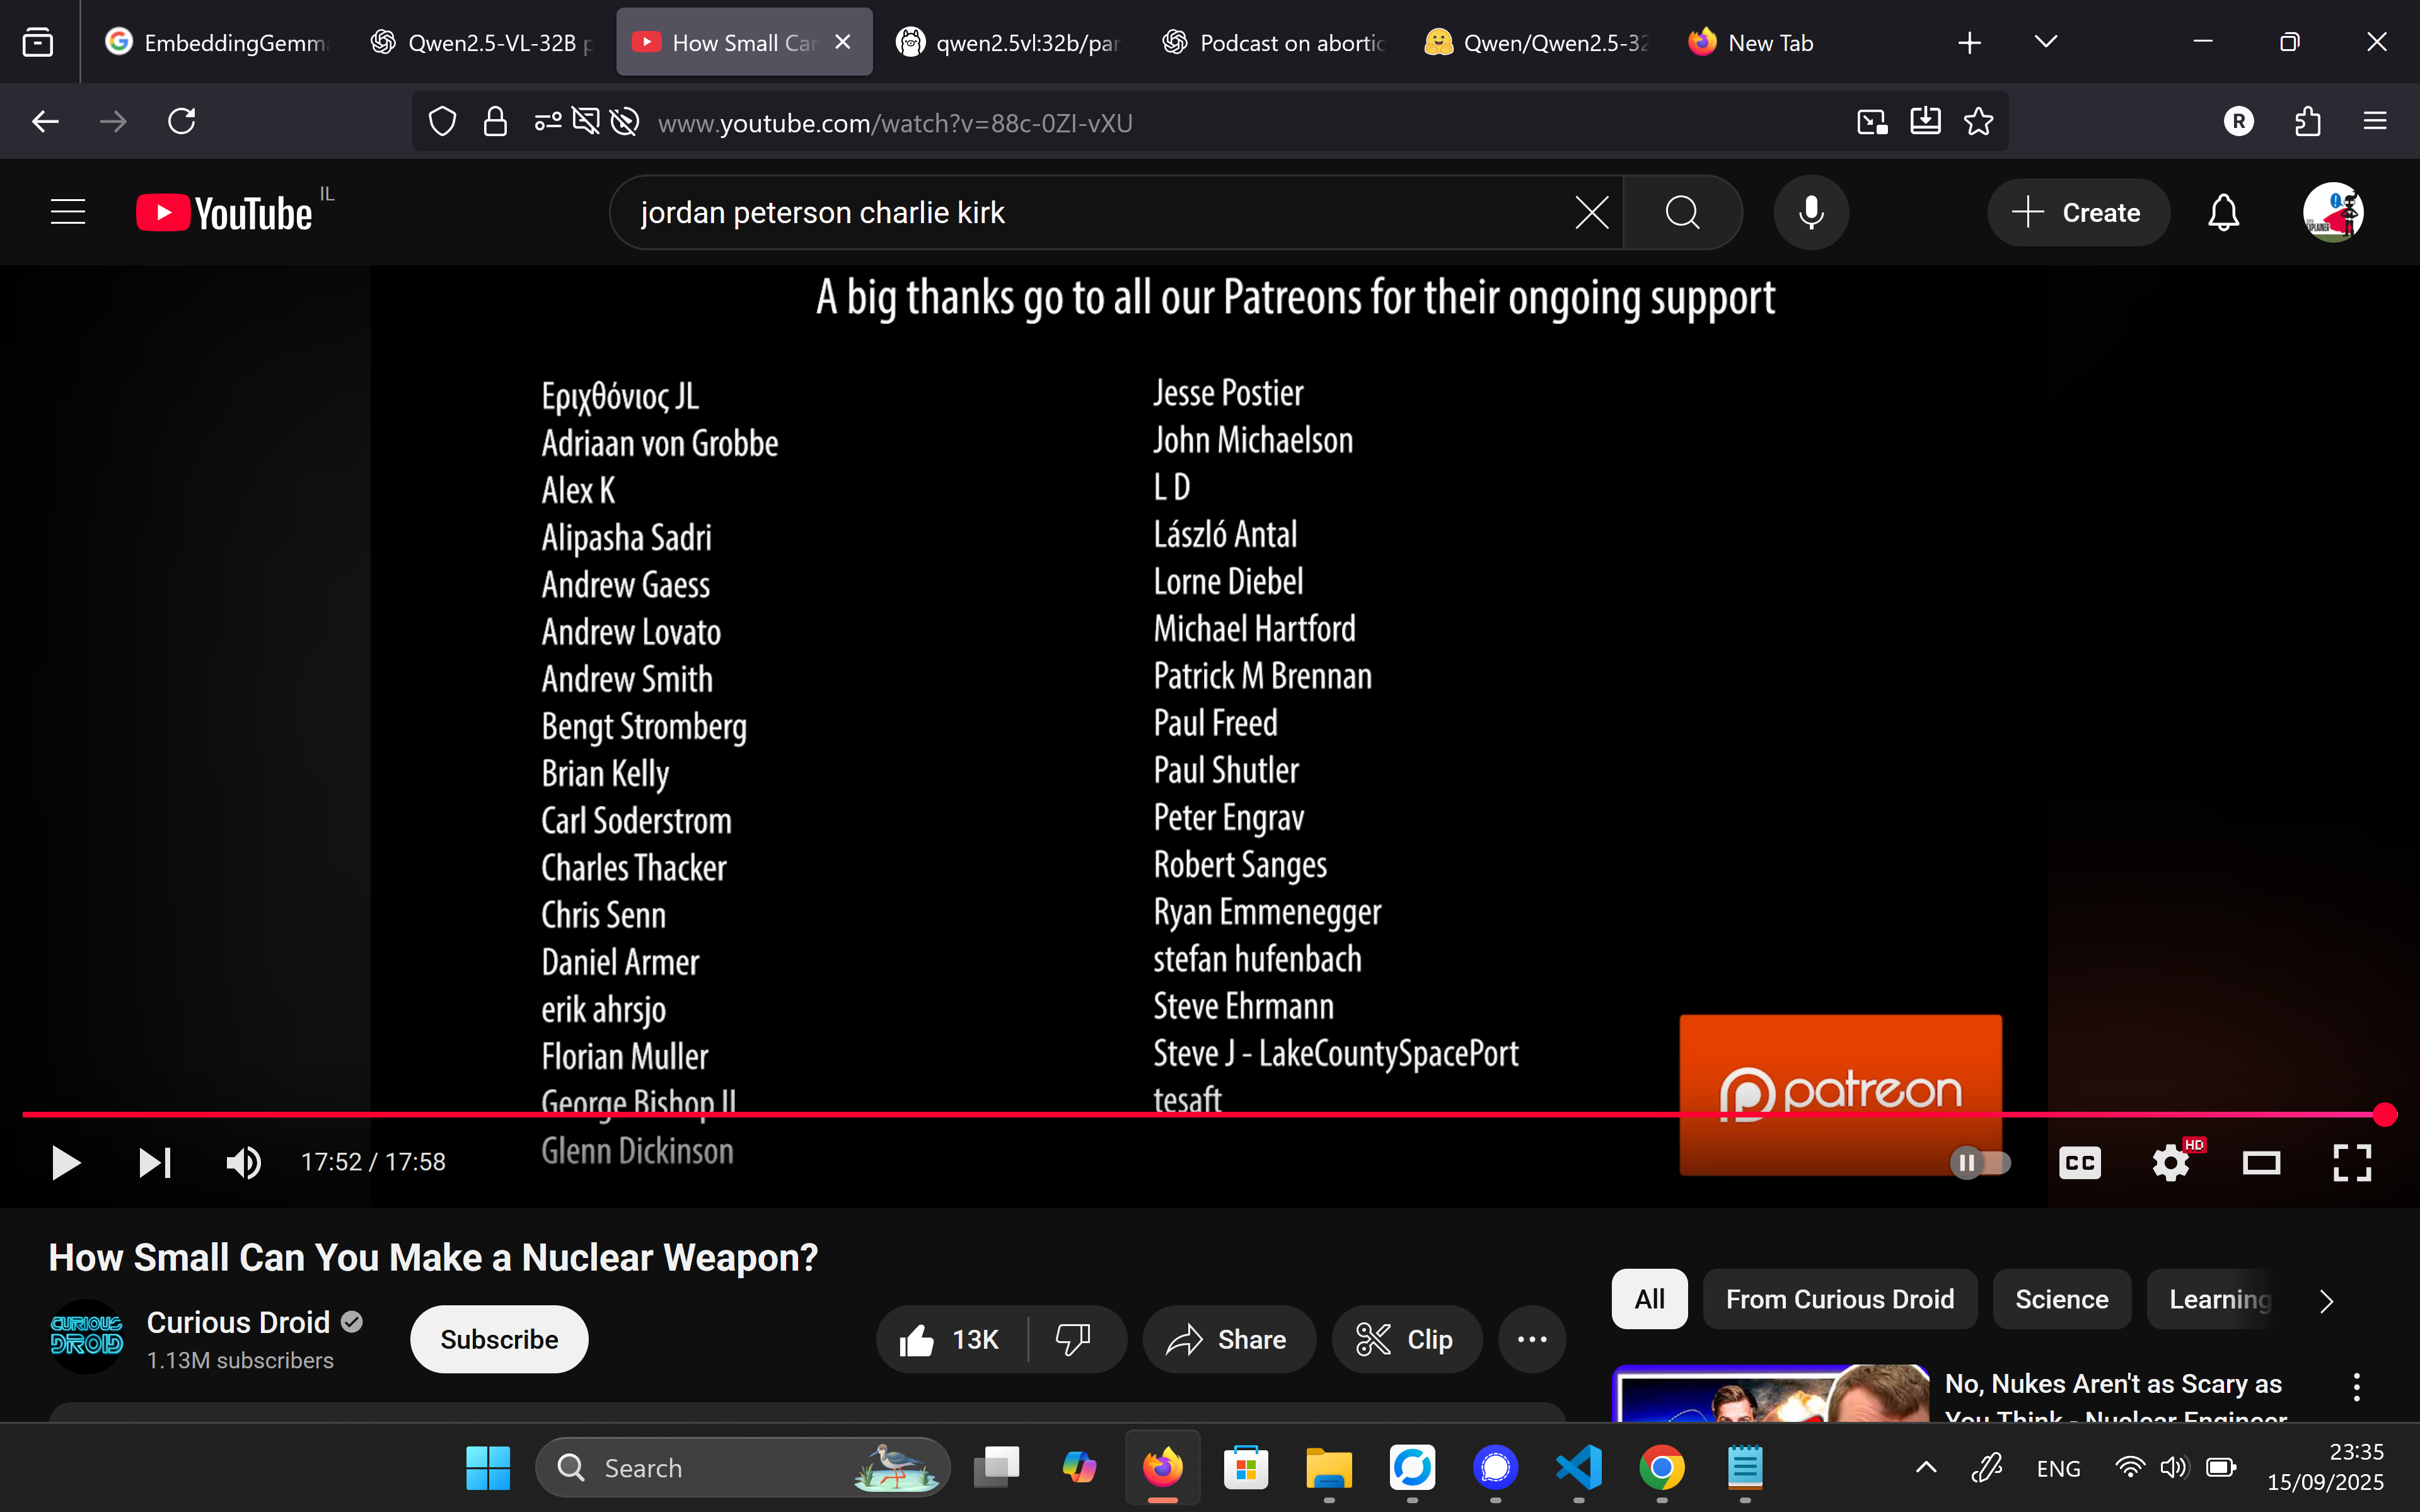 EmbeddingGemm
Qwen2.5-VL-32B
How Small Ca
qwen2.5vl:32b/pa
Podcast on aborti
Qwen/Qwen2.5-32
New Tab
www.youtube.com/watch?v=88c-0ZI-vXU
R
YouTube IL
jordan peterson charlie kirk
Create
A big thanks go to all our Patreons for their ongoing support
Εριχθόνιος JL
Adriaan von Grobbe
Alex K
Alipasha Sadri
Andrew Gaess
Andrew Lovato
Andrew Smith
Bengt Stromberg
Brian Kelly
Carl Soderstrom
Charles Thacker
Chris Senn
Daniel Armer
erik ahrsjo
Florian Muller
George Bishop II
Glenn Dickinson
Jesse Postier
John Michaelson
L D
László Antal
Lorne Diebel
Michael Hartford
Patrick M Brennan
Paul Freed
Paul Shutler
Peter Engrav
Robert Sanges
Ryan Emmenegger
stefan hufenbach
Steve Ehrmann
Steve J - LakeCountySpacePort
tesaft
patreon
17:52 / 17:58
CC
HD
How Small Can You Make a Nuclear Weapon?
CURIOUS
DROID
Curious Droid
1.13M subscribers
Subscribe
13K
Share
Clip
All
From Curious Droid
Science
Learning
No, Nukes Aren't as Scary as
You Think - Nuclear Engineer
Search
ENG
23:35
15/09/2025